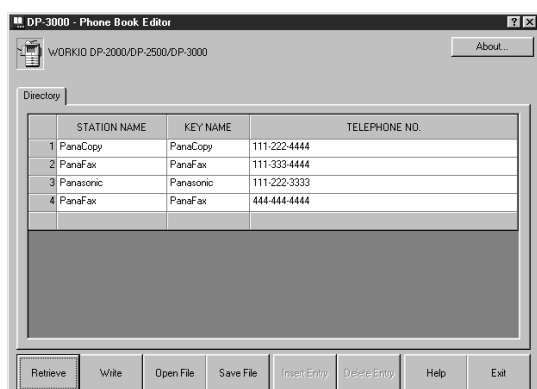 DP-3000 - Phone Book Editor
WORKIO DP-2000/DP-2500/DP-3000
About...
Directory
STATION NAME KEY NAME TELEPHONE NO.
1 PanaCopy PanaCopy 111-222-4444
2 PanaFax PanaFax 111-333-4444
3 Panasonic Panasonic 111-222-3333
4 PanaFax PanaFax 444-444-4444
Retrieve Write Open File Save File Insert Entry Delete Entry Help Exit